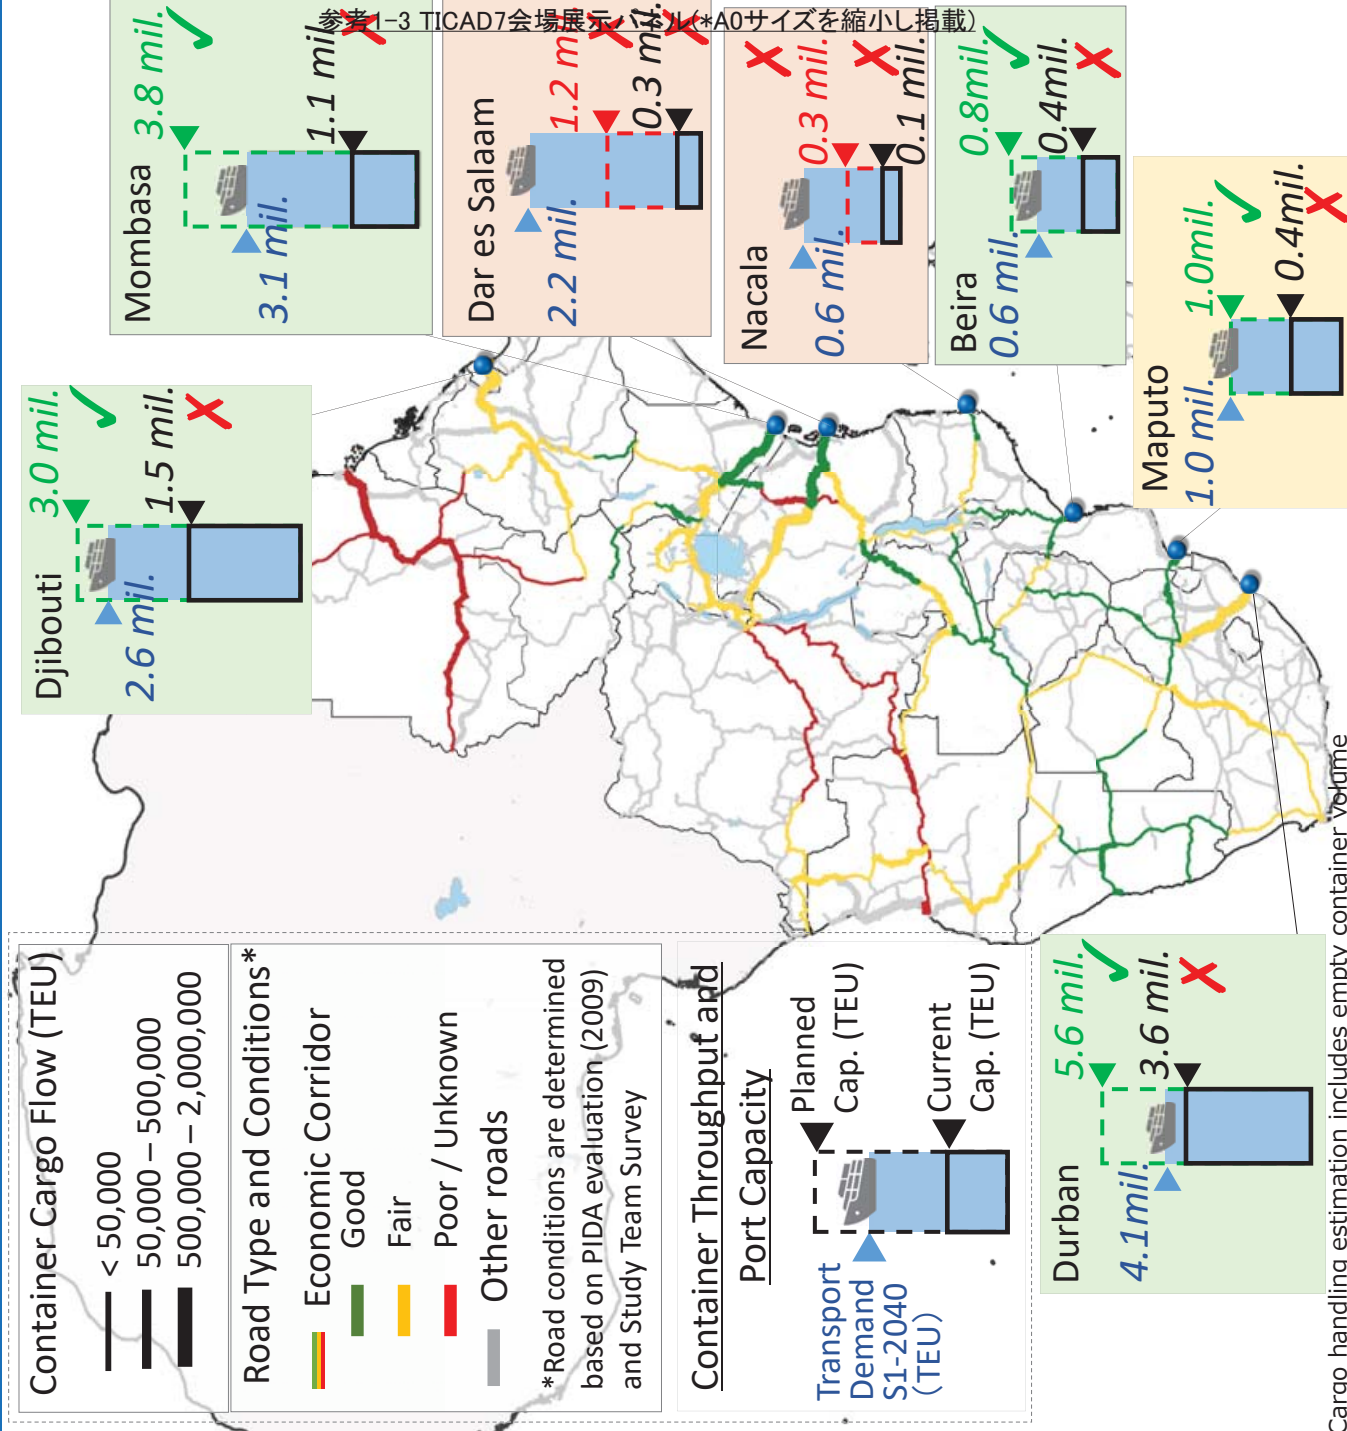 参考1-3 TICAD7会場展示パネル(*A0サイズを縮小し掲載)
Container Cargo Flow (TEU)
< 50,000
50,000 – 500,000
500,000 – 2,000,000
Road Type and Conditions*
Economic Corridor
Good
Fair
Poor / Unknown
Other roads
*Road conditions are determined
based on PIDA evaluation (2009)
and Study Team Survey
Container Throughput and
Port Capacity
Planned
Cap. (TEU)
Current
Cap. (TEU)
Transport
Demand
S1-2040
(TEU)
Djibouti
3.0 mil.
1.5 mil.
2.6 mil.
Mombasa
3.8 mil.
1.1 mil.
3.1 mil.
Dar es Salaam
1.2 mil.
0.3 mil.
2.2 mil.
Nacala
0.3 mil.
0.1 mil.
0.6 mil.
Beira
0.8mil.
0.4mil.
0.6 mil.
Maputo
1.0mil.
0.4mil.
1.0 mil.
Durban
5.6 mil.
3.6 mil.
4.1mil.
Cargo handling estimation includes empty container volume